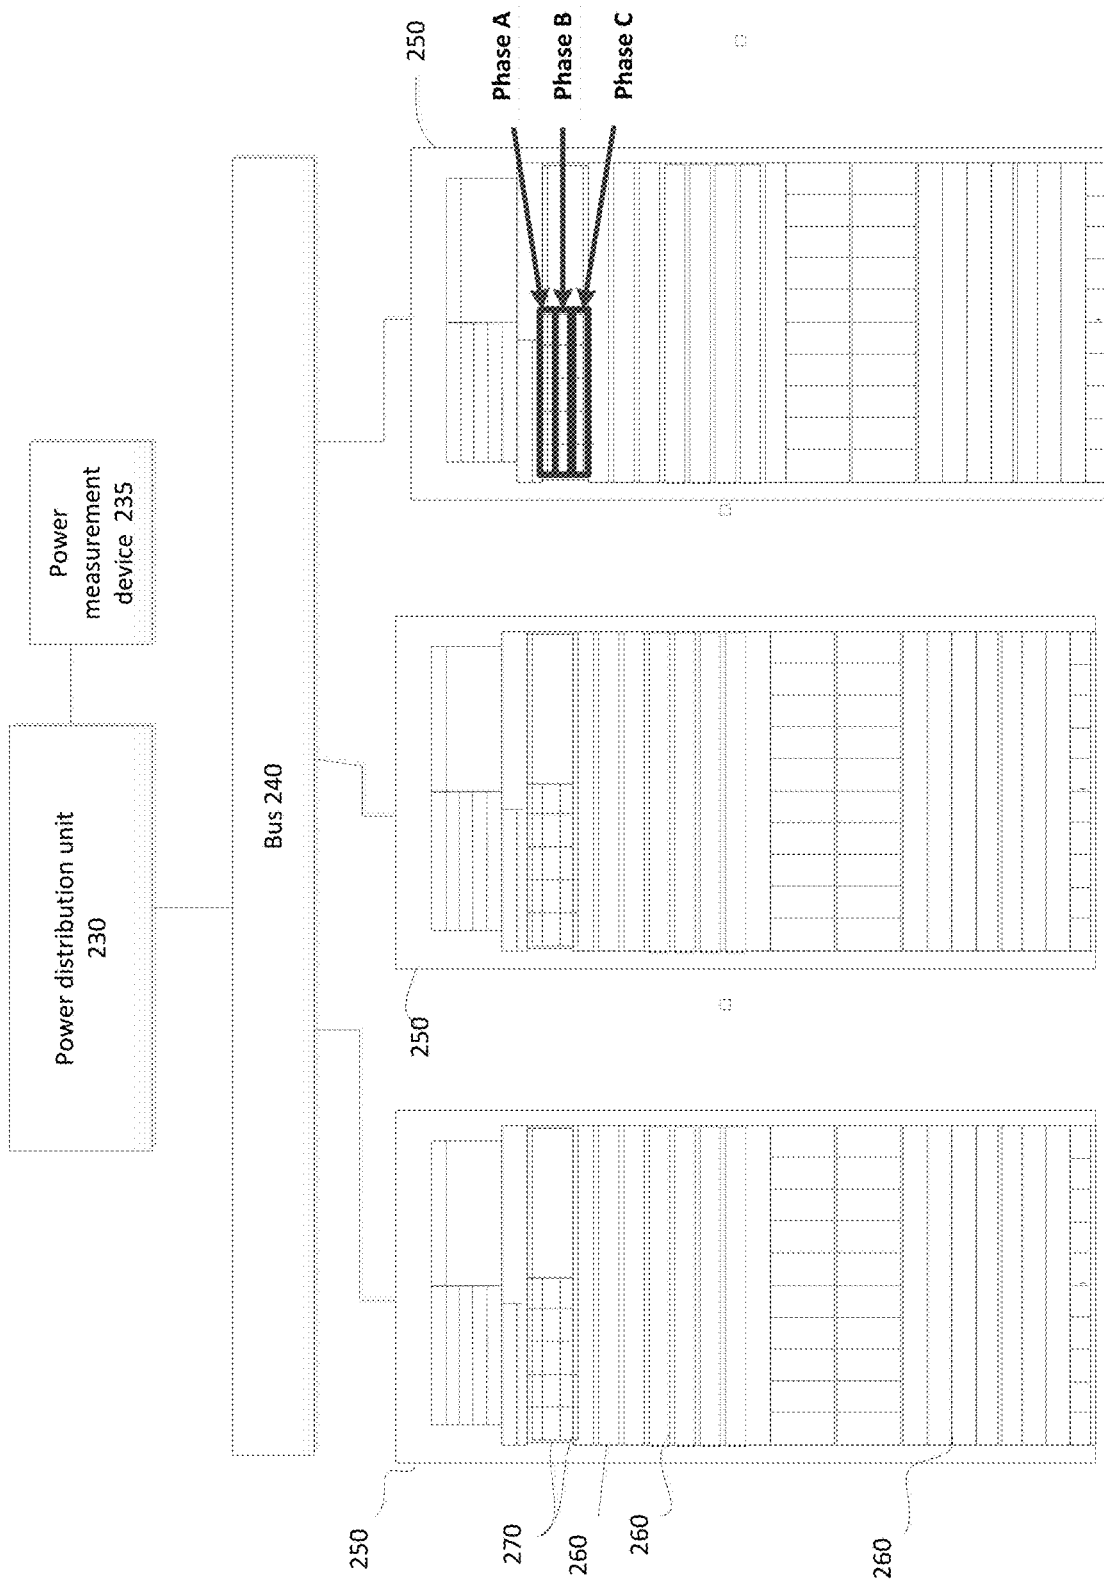 Power distribution unit
230
Power
measurement
device 235
Bus 240
250
250
250
Phase A
Phase B
Phase C
270
260
260
260